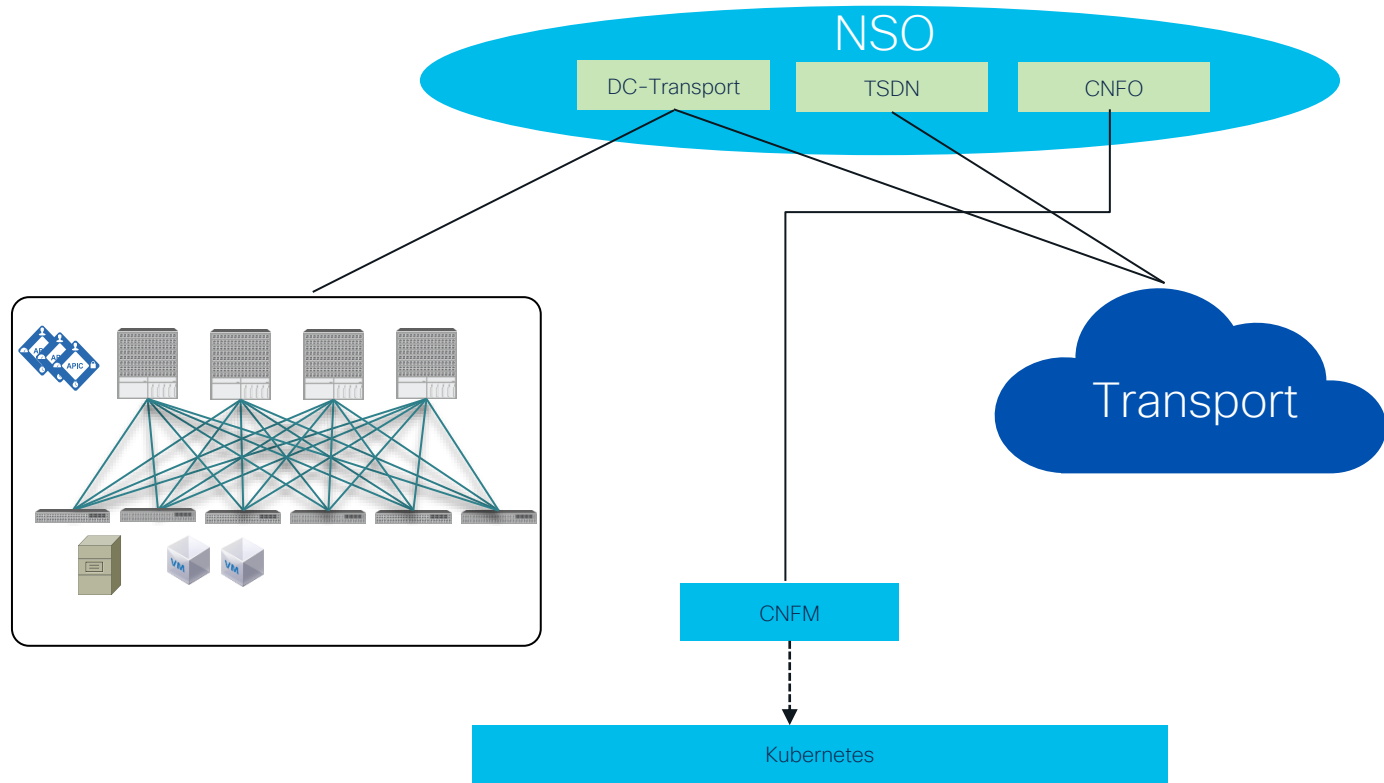 NSO
DC-Transport
TSDN
CNFO
APIC
Transport
VM
VM
CNFM
Kubernetes